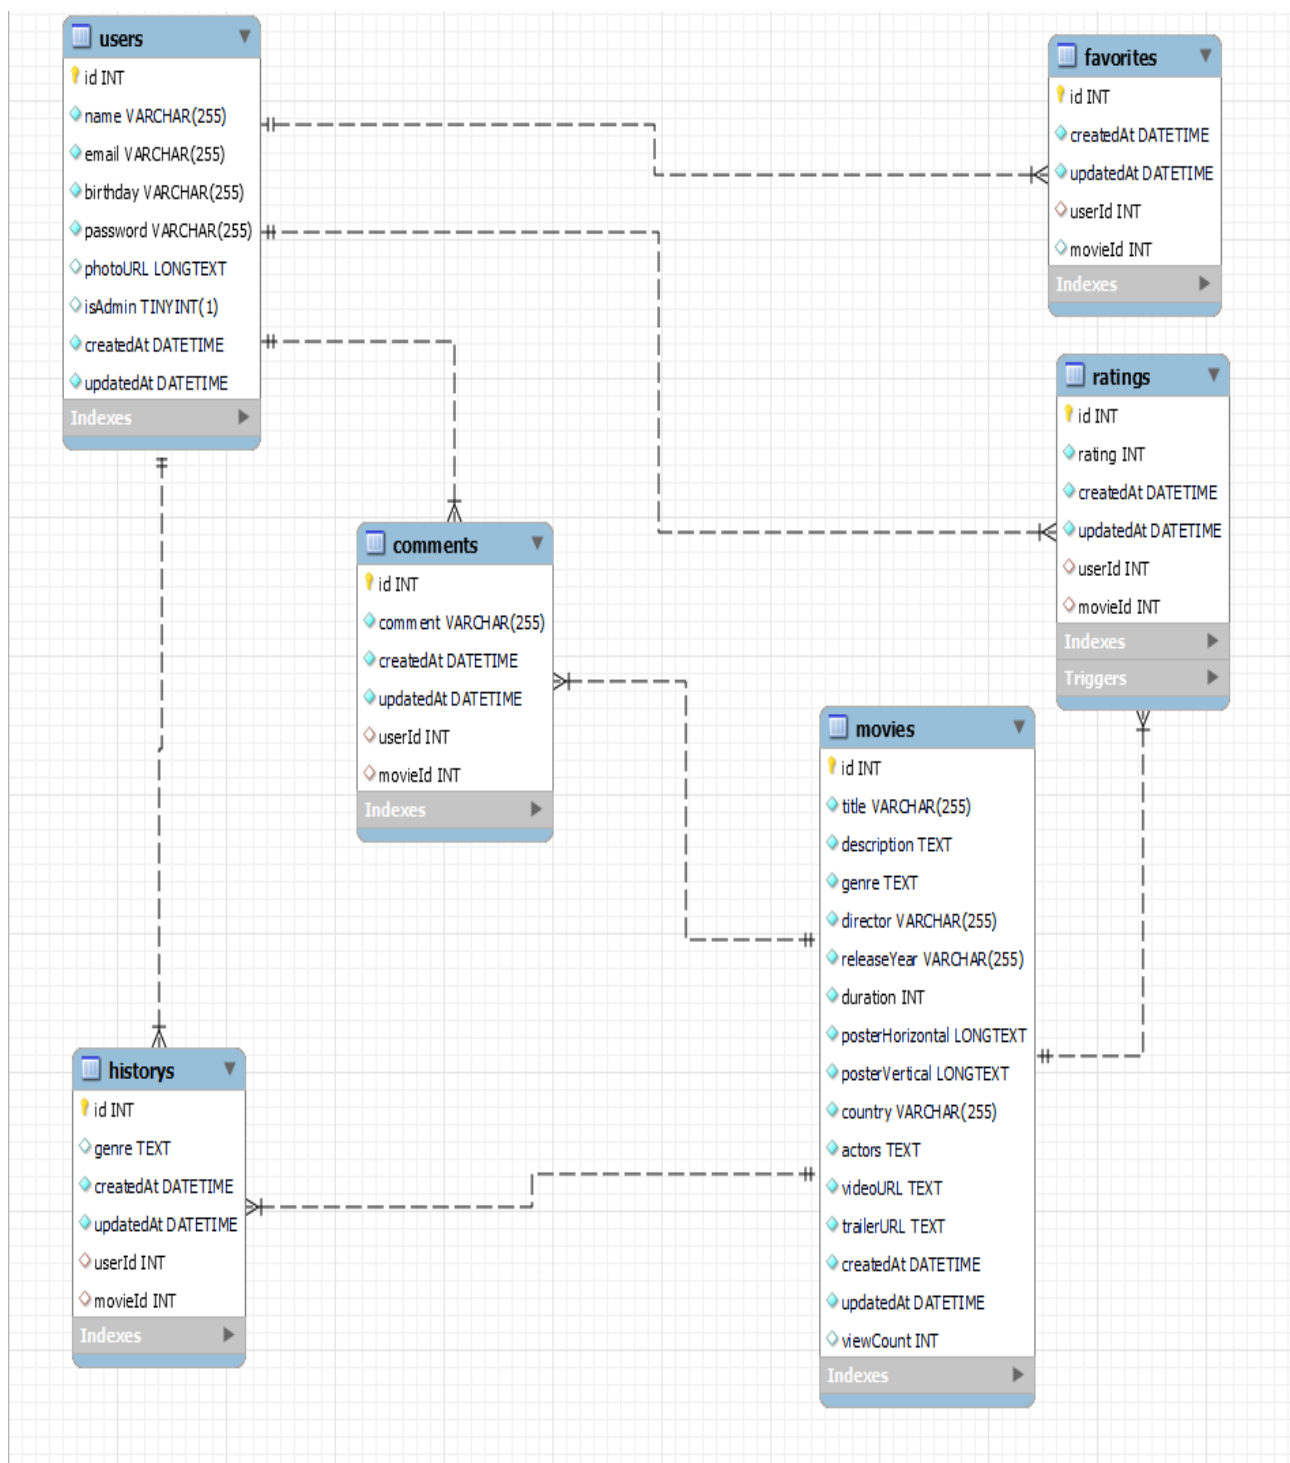 users
id INT
name VARCHAR(255)
email VARCHAR(255)
birthday VARCHAR(255)
password VARCHAR(255)
photoURL LONGTEXT
isAdmin TINYINT(1)
createdAt DATETIME
updatedAt DATETIME
Indexes
favorites
id INT
createdAt DATETIME
updatedAt DATETIME
userId INT
movieId INT
Indexes
ratings
id INT
rating INT
createdAt DATETIME
updatedAt DATETIME
userId INT
movieId INT
Indexes
Triggers
comments
id INT
comment VARCHAR(255)
createdAt DATETIME
updatedAt DATETIME
userId INT
movieId INT
Indexes
movies
id INT
title VARCHAR(255)
description TEXT
genre TEXT
director VARCHAR(255)
releaseYear VARCHAR(255)
duration INT
posterHorizontal LONGTEXT
posterVertical LONGTEXT
country VARCHAR(255)
actors TEXT
videoURL TEXT
trailerURL TEXT
createdAt DATETIME
updatedAt DATETIME
viewCount INT
Indexes
historys
id INT
genre TEXT
createdAt DATETIME
updatedAt DATETIME
userId INT
movieId INT
Indexes